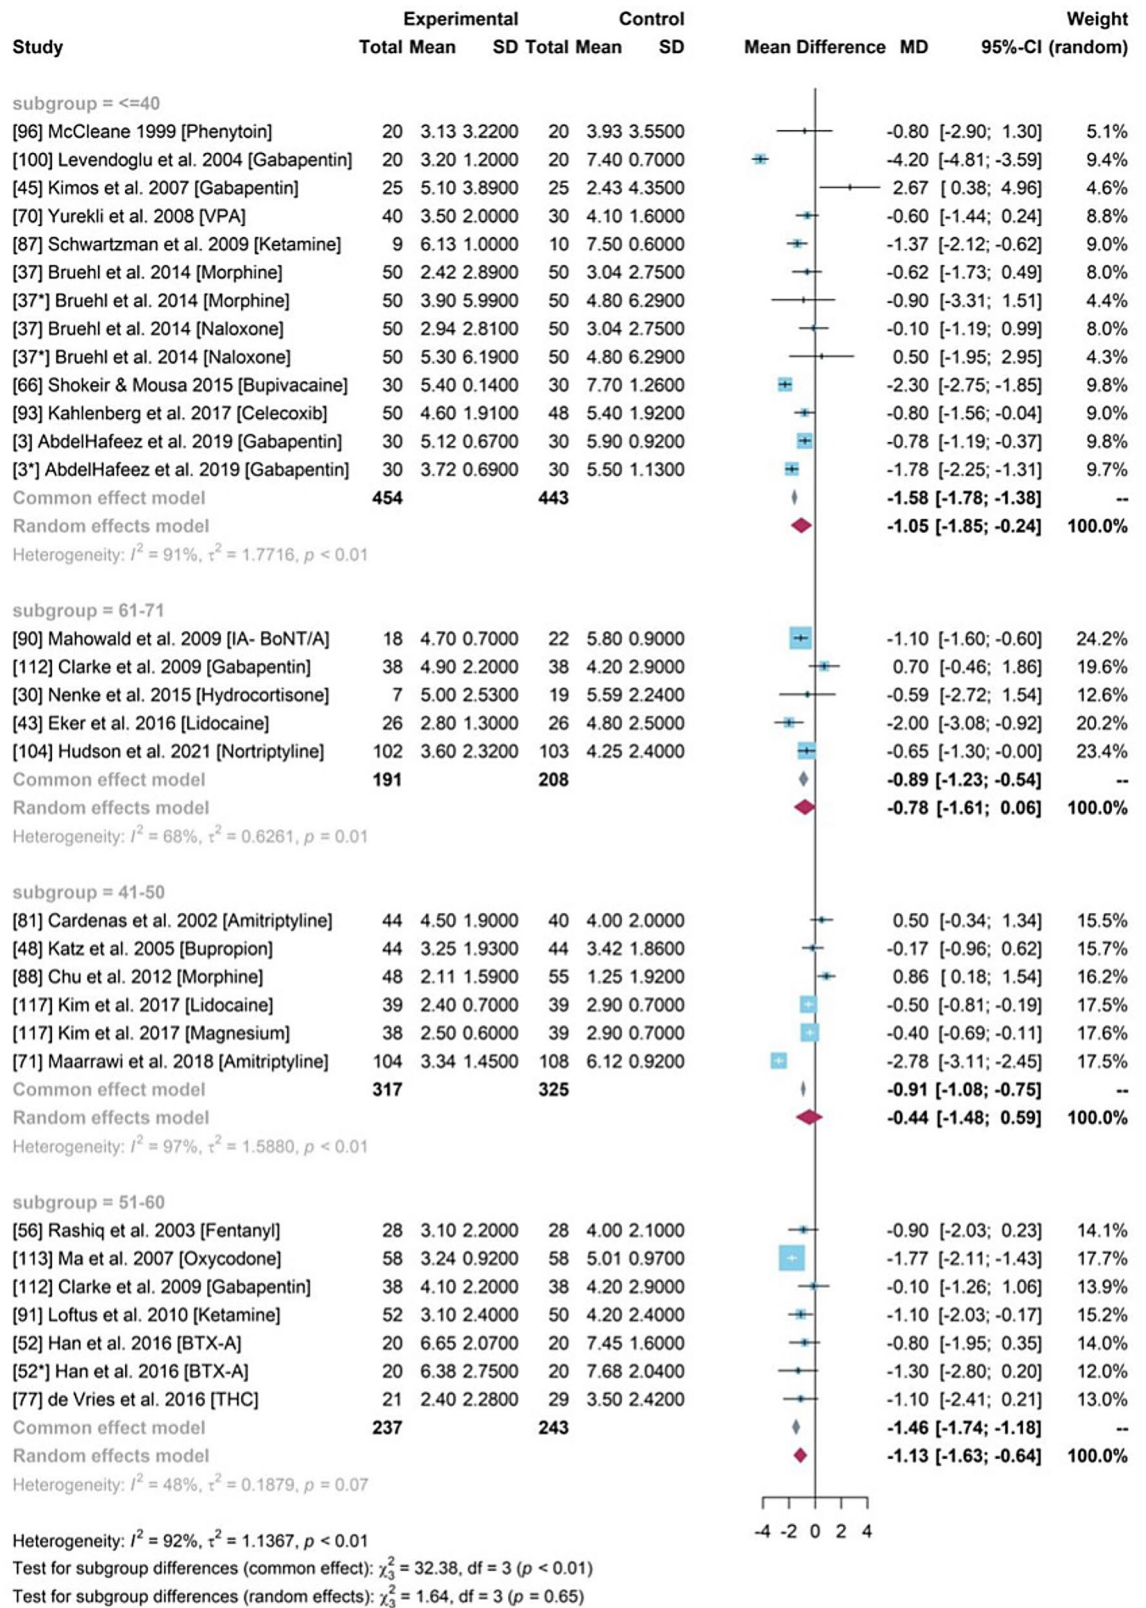 Experimental Control Weight
Study Total Mean SD Total Mean SD Mean Difference MD 95%-CI (random)
subgroup = <=40
[96] McCleane 1999 [Phenytoin] 20 3.13 3.2200 20 3.93 3.5500 -0.80 [-2.90; 1.30] 5.1%
[100] Levendoglu et al. 2004 [Gabapentin] 20 3.20 1.2000 20 7.40 0.7000 -4.20 [-4.81; -3.59] 9.4%
[45] Kimos et al. 2007 [Gabapentin] 25 5.10 3.8900 25 2.43 4.3500 2.67 [ 0.38; 4.96] 4.6%
[70] Yurekli et al. 2008 [VPA] 40 3.50 2.0000 30 4.10 1.6000 -0.60 [-1.44; 0.24] 8.8%
[87] Schwartzman et al. 2009 [Ketamine] 9 6.13 1.0000 10 7.50 0.6000 -1.37 [-2.12; -0.62] 9.0%
[37] Bruehl et al. 2014 [Morphine] 50 2.42 2.8900 50 3.04 2.7500 -0.62 [-1.73; 0.49] 8.0%
[37*] Bruehl et al. 2014 [Morphine] 50 3.90 5.9900 50 4.80 6.2900 -0.90 [-3.31; 1.51] 4.4%
[37] Bruehl et al. 2014 [Naloxone] 50 2.94 2.8100 50 3.04 2.7500 -0.10 [-1.19; 0.99] 8.0%
[37*] Bruehl et al. 2014 [Naloxone] 50 5.30 6.1900 50 4.80 6.2900 0.50 [-1.95; 2.95] 4.3%
[66] Shokeir & Mousa 2015 [Bupivacaine] 30 5.40 0.1400 30 7.70 1.2600 -2.30 [-2.75; -1.85] 9.8%
[93] Kahlenberg et al. 2017 [Celecoxib] 50 4.60 1.9100 48 5.40 1.9200 -0.80 [-1.56; -0.04] 9.0%
[3] AbdelHafeez et al. 2019 [Gabapentin] 30 5.12 0.6700 30 5.90 0.9200 -0.78 [-1.19; -0.37] 9.8%
[3*] AbdelHafeez et al. 2019 [Gabapentin] 30 3.72 0.6900 30 5.50 1.1300 -1.78 [-2.25; -1.31] 9.7%
Common effect model 454 443 -1.58 [-1.78; -1.38] --
Random effects model -1.05 [-1.85; -0.24] 100.0%
Heterogeneity: I² = 91%, τ² = 1.7716, p < 0.01
subgroup = 61-71
[90] Mahowald et al. 2009 [IA- BoNT/A] 18 4.70 0.7000 22 5.80 0.9000 -1.10 [-1.60; -0.60] 24.2%
[112] Clarke et al. 2009 [Gabapentin] 38 4.90 2.2000 38 4.20 2.9000 0.70 [-0.46; 1.86] 19.6%
[30] Nenke et al. 2015 [Hydrocortisone] 7 5.00 2.5300 19 5.59 2.2400 -0.59 [-2.72; 1.54] 12.6%
[43] Eker et al. 2016 [Lidocaine] 26 2.80 1.3000 26 4.80 2.5000 -2.00 [-3.08; -0.92] 20.2%
[104] Hudson et al. 2021 [Nortriptyline] 102 3.60 2.3200 103 4.25 2.4000 -0.65 [-1.30; -0.00] 23.4%
Common effect model 191 208 -0.89 [-1.23; -0.54] --
Random effects model -0.78 [-1.61; 0.06] 100.0%
Heterogeneity: I² = 68%, τ² = 0.6261, p = 0.01
subgroup = 41-50
[81] Cardenas et al. 2002 [Amitriptyline] 44 4.50 1.9000 40 4.00 2.0000 0.50 [-0.34; 1.34] 15.5%
[48] Katz et al. 2005 [Bupropion] 44 3.25 1.9300 44 3.42 1.8600 -0.17 [-0.96; 0.62] 15.7%
[88] Chu et al. 2012 [Morphine] 48 2.11 1.5900 55 1.25 1.9200 0.86 [ 0.18; 1.54] 16.2%
[117] Kim et al. 2017 [Lidocaine] 39 2.40 0.7000 39 2.90 0.7000 -0.50 [-0.81; -0.19] 17.5%
[117] Kim et al. 2017 [Magnesium] 38 2.50 0.6000 39 2.90 0.7000 -0.40 [-0.69; -0.11] 17.6%
[71] Maarrawi et al. 2018 [Amitriptyline] 104 3.34 1.4500 108 6.12 0.9200 -2.78 [-3.11; -2.45] 17.5%
Common effect model 317 325 -0.91 [-1.08; -0.75] --
Random effects model -0.44 [-1.48; 0.59] 100.0%
Heterogeneity: I² = 97%, τ² = 1.5880, p < 0.01
subgroup = 51-60
[56] Rashiq et al. 2003 [Fentanyl] 28 3.10 2.2000 28 4.00 2.1000 -0.90 [-2.03; 0.23] 14.1%
[113] Ma et al. 2007 [Oxycodone] 58 3.24 0.9200 58 5.01 0.9700 -1.77 [-2.11; -1.43] 17.7%
[112] Clarke et al. 2009 [Gabapentin] 38 4.10 2.2000 38 4.20 2.9000 -0.10 [-1.26; 1.06] 13.9%
[91] Loftus et al. 2010 [Ketamine] 52 3.10 2.4000 50 4.20 2.4000 -1.10 [-2.03; -0.17] 15.2%
[52] Han et al. 2016 [BTX-A] 20 6.65 2.0700 20 7.45 1.6000 -0.80 [-1.95; 0.35] 14.0%
[52*] Han et al. 2016 [BTX-A] 20 6.38 2.7500 20 7.68 2.0400 -1.30 [-2.80; 0.20] 12.0%
[77] de Vries et al. 2016 [THC] 21 2.40 2.2800 29 3.50 2.4200 -1.10 [-2.41; 0.21] 13.0%
Common effect model 237 243 -1.46 [-1.74; -1.18] --
Random effects model -1.13 [-1.63; -0.64] 100.0%
Heterogeneity: I² = 48%, τ² = 0.1879, p = 0.07
-4 -2 0 2 4
Heterogeneity: I² = 92%, τ² = 1.1367, p < 0.01
Test for subgroup differences (common effect): χ²₃ = 32.38, df = 3 (p < 0.01)
Test for subgroup differences (random effects): χ²₃ = 1.64, df = 3 (p = 0.65)